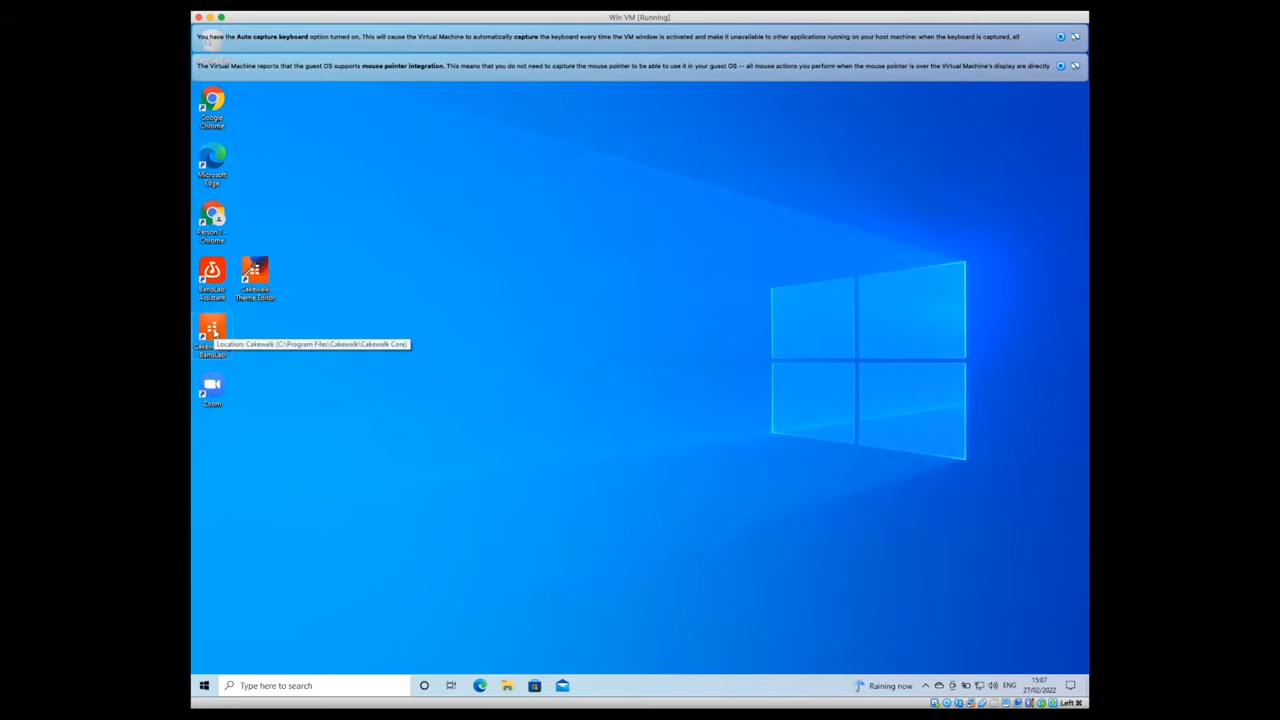 Win VM [Running]
You have the Auto capture keyboard option turned on. This will cause the Virtual Machine to automatically capture the keyboard every time the VM window is activated and make it unavailable to other applications running on your host machine: when the keyboard is captured, all
The Virtual Machine reports that the guest OS supports mouse pointer integration. This means that you do not need to capture the mouse pointer to be able to use it in your guest OS -- all mouse actions you perform when the mouse pointer is over the Virtual Machine's display are directly
Google
Chrome
Microsoft
Edge
Person 1 -
Chrome
BandLab
Assistant
Cakewalk
Theme Editor
Location: Cakewalk (C:\Program Files\Cakewalk\Cakewalk Core)
BandLab
Zoom
Type here to search
Raining now
ENG
15:07
27/02/2022
Left ⌘